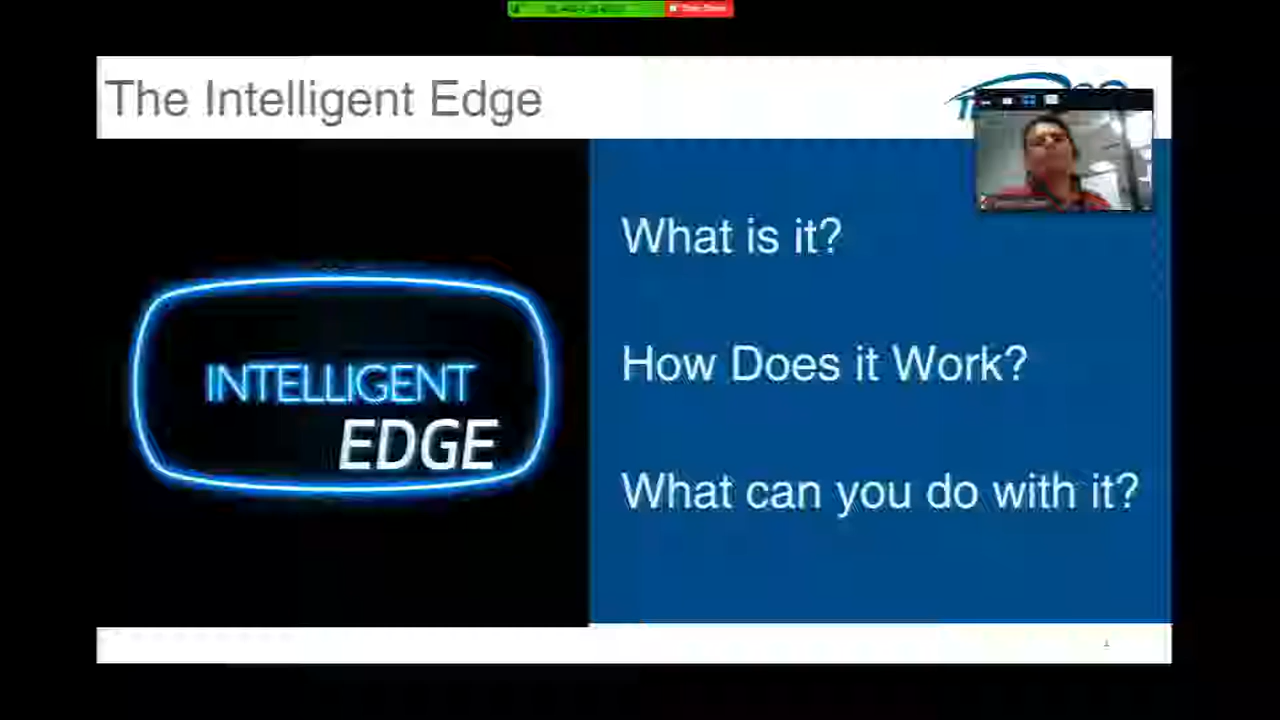 The Intelligent Edge
What is it?
How Does it Work?
What can you do with it?
INTELLIGENT
EDGE